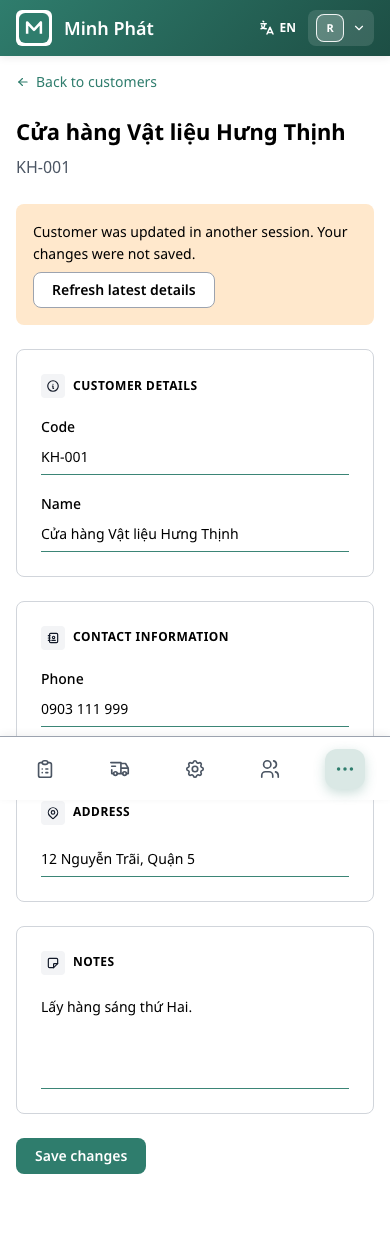 Minh Phát
EN
R
Back to customers
Cửa hàng Vật liệu Hưng Thịnh
KH-001
Customer was updated in another session. Your
changes were not saved.
Refresh latest details
CUSTOMER DETAILS
Code
KH-001
Name
Cửa hàng Vật liệu Hưng Thịnh
CONTACT INFORMATION
Phone
0903 111 999
ADDRESS
12 Nguyễn Trãi, Quận 5
NOTES
Lấy hàng sáng thứ Hai.
Save changes